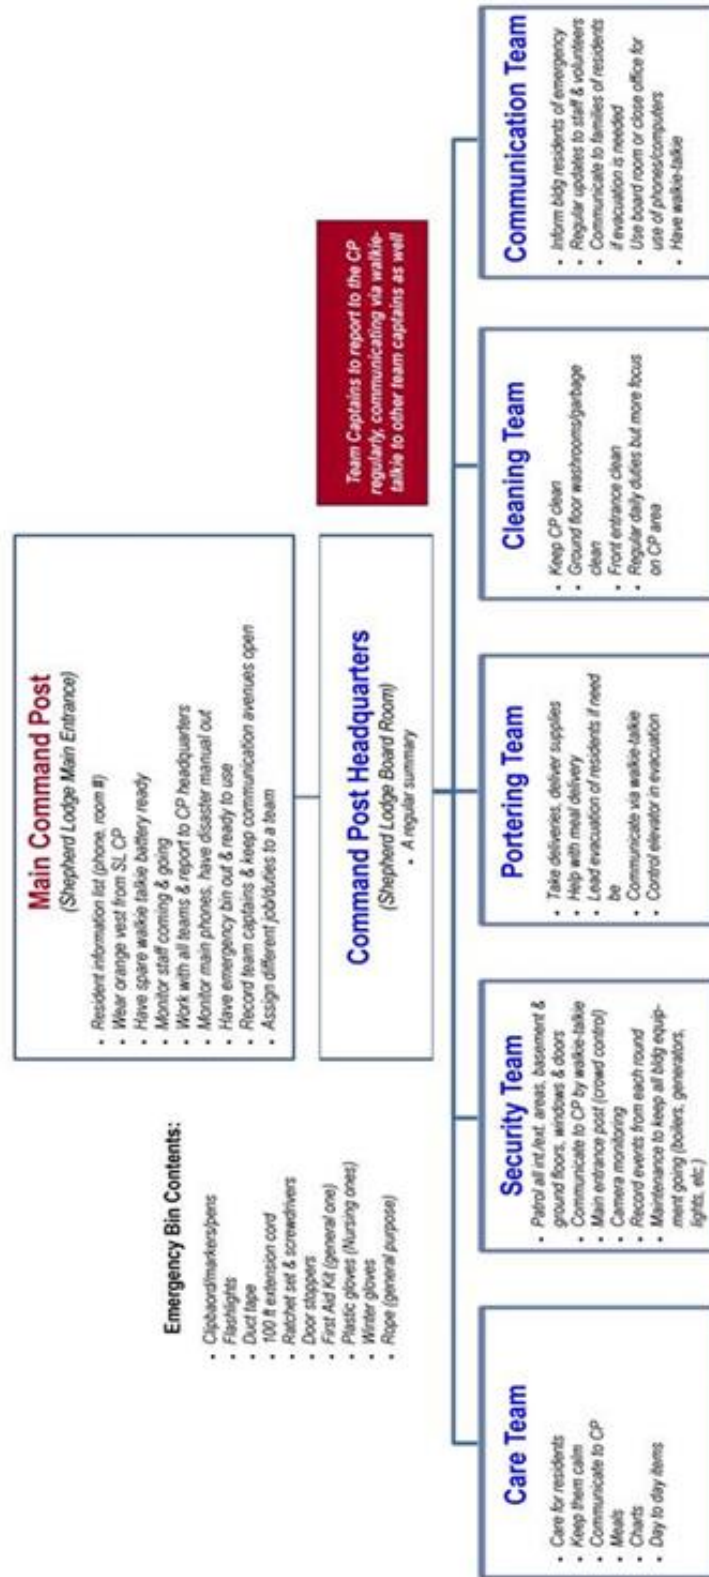 Main Command Post
(Shepherd Lodge Main Entrance)
• Resident information list (phone, room #)
• Wear orange vest from SL CP
• Have spare walkie talkie battery ready
• Monitor staff coming & going
• Work with all teams & report to CP headquarters
• Monitor main phones, have disaster manual out
• Have emergency bin out & ready to use
• Record team captains & keep communication avenues open
• Assign different job/duties to a team
Emergency Bin Contents:
• Clipbaord/markers/pens
• Flashlights
• Duct tape
• 100 ft extension cord
• Ratchet set & screwdrivers
• Door stoppers
• First Aid Kit (general one)
• Plastic gloves (Nursing ones)
• Winter gloves
• Rope (general purpose)
Command Post Headquarters
(Shepherd Lodge Board Room)
• A regular summary
Team Captains to report to the CP
regularly, communicating via walkie-
talkie to other team captains as well
Care Team
• Care for residents
• Keep them calm
• Communicate to CP
• Meals
• Charts
• Day to day items
Security Team
• Patrol all int./ext. areas, basement &
ground floors, windows & doors
• Communicate to CP by walkie-talkie
• Main entrance post (crowd control)
• Camera monitoring
• Record events from each round
• Maintenance to keep all bldg equip-
ment going (boilers, generators,
lights, etc.)
Portering Team
• Take deliveries, deliver supplies
• Help with meal delivery
• Lead evacuation of residents if need
be
• Communicate via walkie-talkie
• Control elevator in evacuation
Cleaning Team
• Keep CP clean
• Ground floor washrooms/garbage
clean
• Front entrance clean
• Regular daily duties but more focus
on CP area
Communication Team
• Inform bldg residents of emergency
• Regular updates to staff & volunteers
• Communicate to families of residents
if evacuation is needed
• Use board room or close office for
use of phones/computers
• Have walkie-talkie